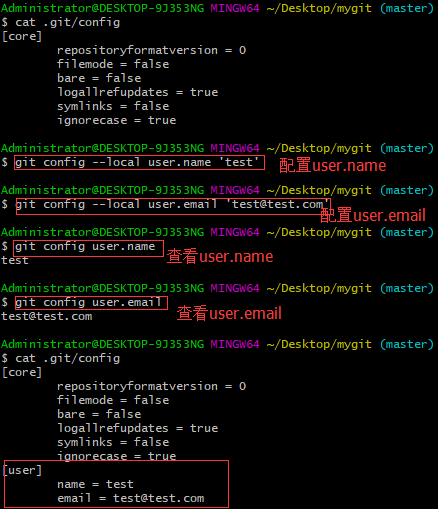 Administrator@DESKTOP-9J353NG MINGW64 ~/Desktop/mygit (master)
$ cat .git/config
[core]
repositoryformatversion = 0
filemode = false
bare = false
logallrefupdates = true
symlinks = false
ignorecase = true
Administrator@DESKTOP-9J353NG MINGW64 ~/Desktop/mygit (master)
$ git config --local user.name 'test' 配置user.name
Administrator@DESKTOP-9J353NG MINGW64 ~/Desktop/mygit (master)
$ git config --local user.email 'test@test.com' 配置user.email
Administrator@DESKTOP-9J353NG MINGW64 ~/Desktop/mygit (master)
$ git config user.name 查看user.name
test
Administrator@DESKTOP-9J353NG MINGW64 ~/Desktop/mygit (master)
$ git config user.email 查看user.email
test@test.com
Administrator@DESKTOP-9J353NG MINGW64 ~/Desktop/mygit (master)
$ cat .git/config
[core]
repositoryformatversion = 0
filemode = false
bare = false
logallrefupdates = true
symlinks = false
ignorecase = true
[user]
name = test
email = test@test.com